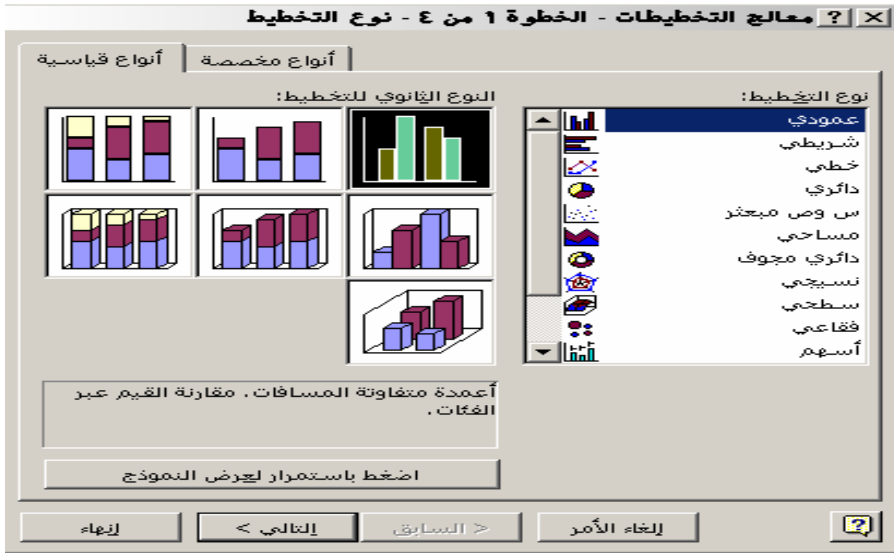 معالج التخطيطات - الخطوة ١ من ٤ - نوع التخطيط
أنواع قياسية
أنواع مخصصة
نوع التخطيط:
عمودي
شريطي
خطي
دائري
س وص مبعثر
مساحي
دائري مجوف
نسيجي
سطحي
فقاعي
أسهم
النوع الثانوي للتخطيط:
أعمدة متفاوتة المسافات. مقارنة القيم عبر
الفئات.
اضغط باستمرار لعرض النموذج
إلغاء الأمر
< السابق
التالي >
إنهاء